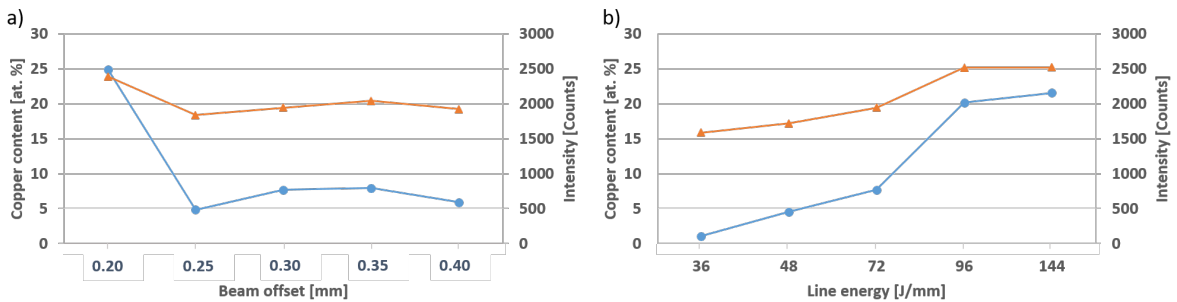 a)
30
25
20
15
10
5
0
Copper content [at. %]
3000
2500
2000
1500
1000
500
0
Intensity [Counts]
0.20 0.25 0.30 0.35 0.40
Beam offset [mm]
b)
30
25
20
15
10
5
0
Copper content [at. %]
3000
2500
2000
1500
1000
500
0
Intensity [Counts]
36 48 72 96 144
Line energy [J/mm]